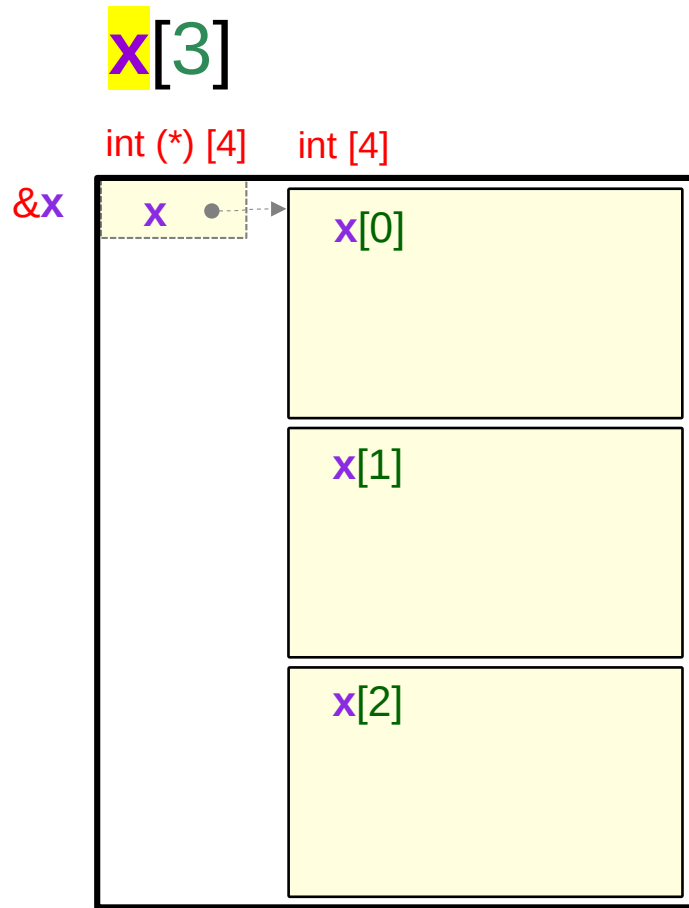 x[3]
int (*) [4] int [4]
&x x x[0]
x[1]
x[2]